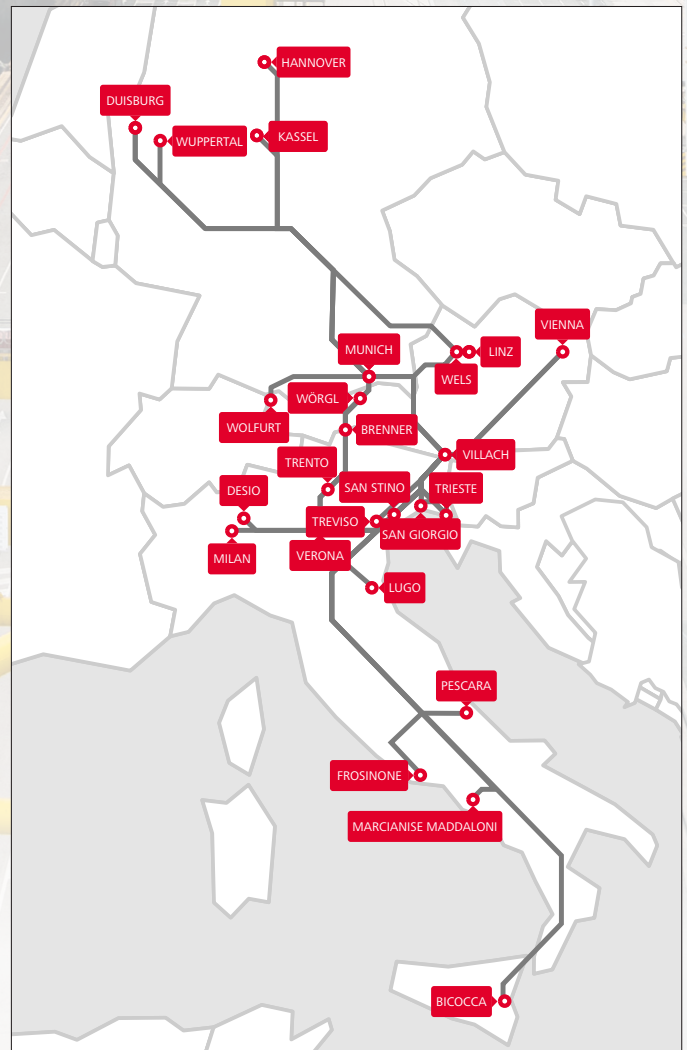 HANNOVER
DUISBURG
WUPPERTAL
KASSEL
VIENNA
MUNICH
LINZ
WELS
WÖRGL
WOLFURT
BRENNER
VILLACH
TRENTO
SAN STINO
TRIESTE
DESIO
TREVISO
SAN GIORGIO
MILAN
VERONA
LUGO
PESCARA
FROSINONE
MARCIANISE MADDALONI
BICOCCA